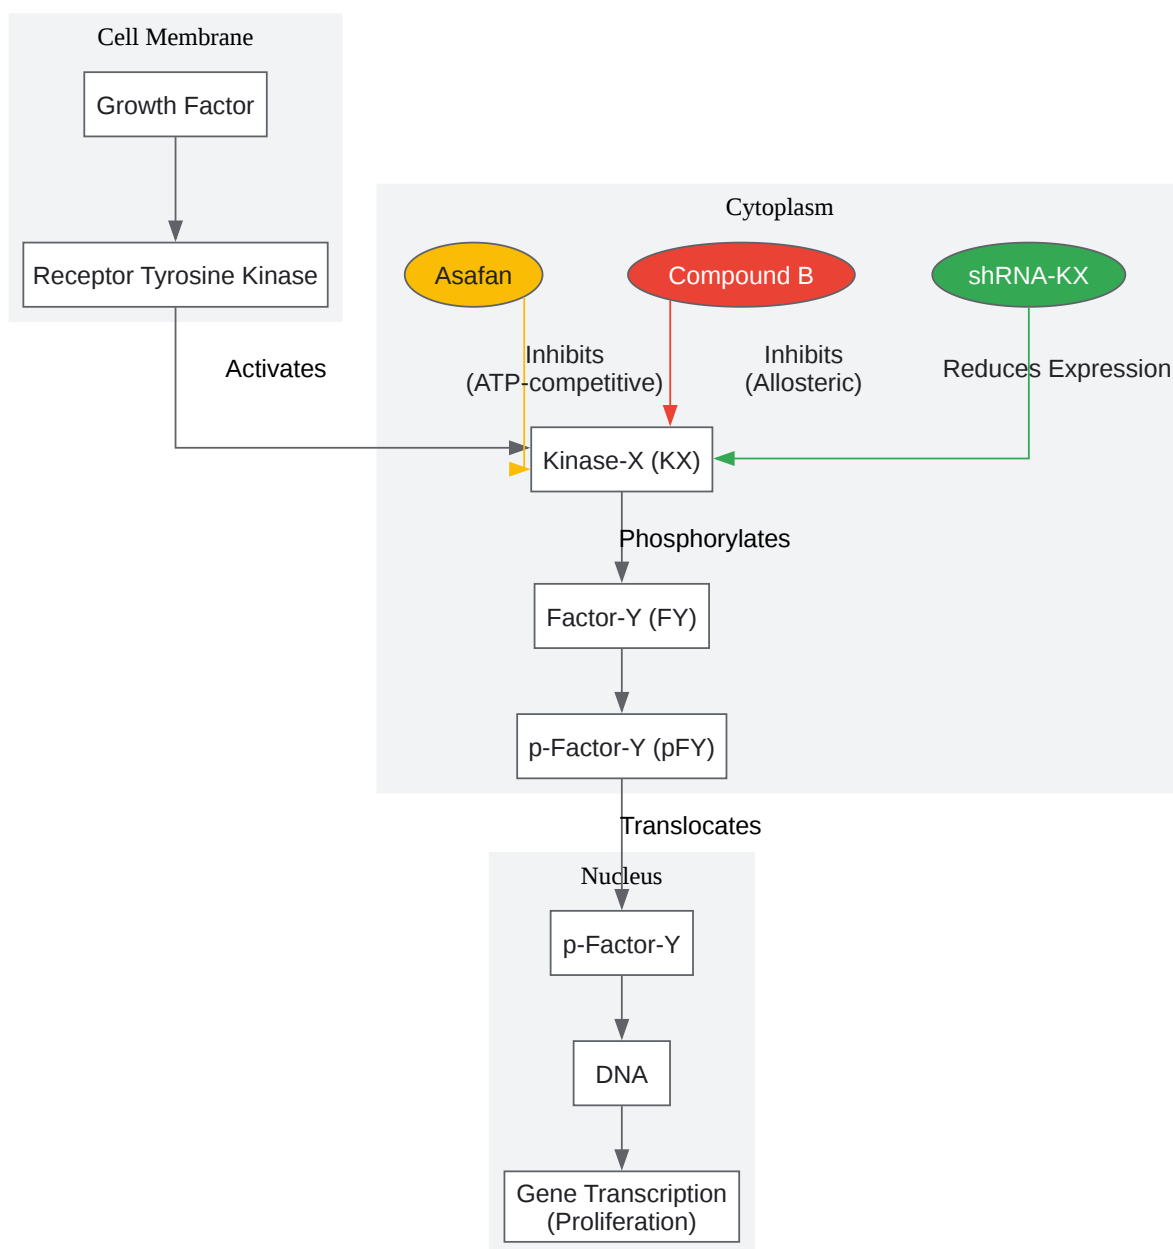 Cell Membrane
Growth Factor
Receptor Tyrosine Kinase
Activates
Cytoplasm
Asafan
Compound B
shRNA-KX
Inhibits
(ATP-competitive)
Inhibits
(Allosteric)
Reduces Expression
Kinase-X (KX)
Phosphorylates
Factor-Y (FY)
p-Factor-Y (pFY)
Translocates
Nucleus
p-Factor-Y
DNA
Gene Transcription
(Proliferation)